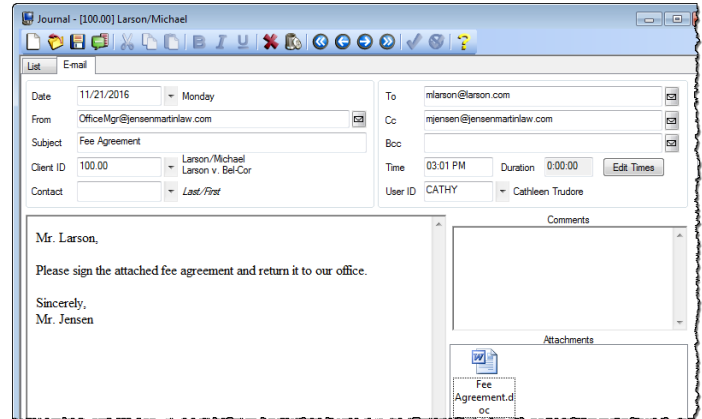 Journal - [100.00] Larson/Michael
B I U
List E-mail
Date 11/21/2016 Monday
From OfficeMgr@jensenmartinlaw.com
Subject Fee Agreement
Client ID 100.00 Larson/Michael
Larson v. Bel-Cor
Contact Last/First
To mlarson@larson.com
Cc mjensen@jensenmartinlaw.com
Bcc
Time 03:01 PM Duration 0:00:00 Edit Times
User ID CATHY Cathleen Trudore
Mr. Larson,
Please sign the attached fee agreement and return it to our office.
Sincerely,
Mr. Jensen
Comments
Attachments
Fee
Agreement.d
oc